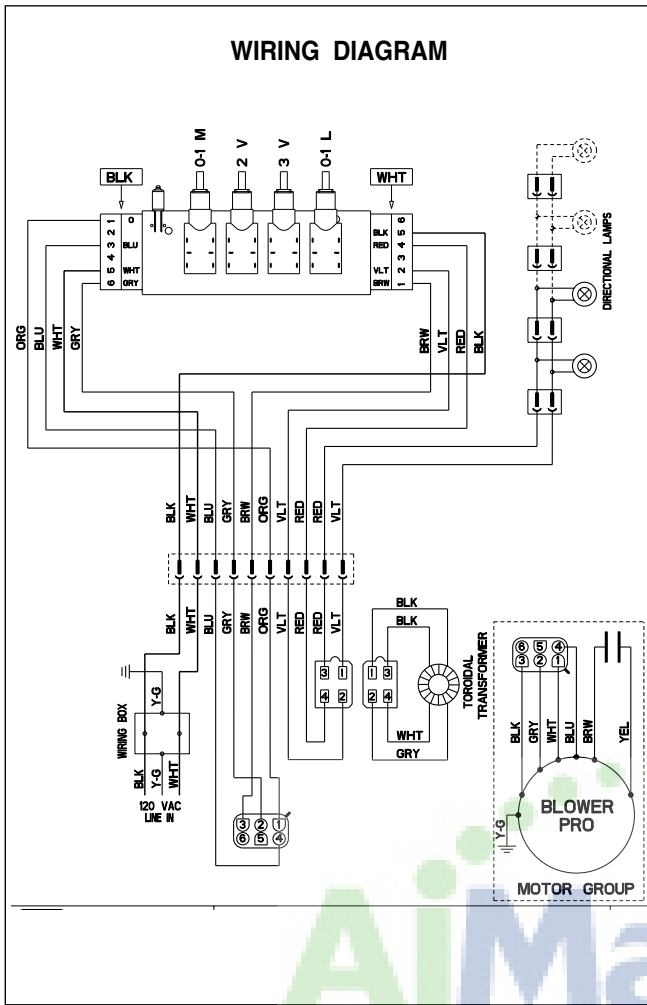 WIRING DIAGRAM
0-1 M
2 V
3 V
0-1 L
BLK
WHT
1 O
2
3 BLU
4
5 WHT
6 GRY
6
BLK 5
RED 4
3
VLT 2
BRW 1
DIRECTIONAL LAMPS
ORG
BLU
WHT
GRY
BRW
VLT
RED
BLK
BLK
WHT
BLU
GRY
BRW
ORG
VLT
RED
RED
VLT
BLK
WHT
BLU
GRY
BRW
ORG
VLT
RED
RED
VLT
Y-G
WIRING BOX
BLK
Y-G
WHT
120 VAC
LINE IN
3 2 1
6 5 4
3 1
4 2
1 3
2 4
BLK
BLK
WHT
GRY
TOROIDAL
TRANSFORMER
6 5 4
3 2 1
BLK
GRY
WHT
BLU
BRW
YEL
BLOWER
PRO
Y-G
MOTOR GROUP
AiMa